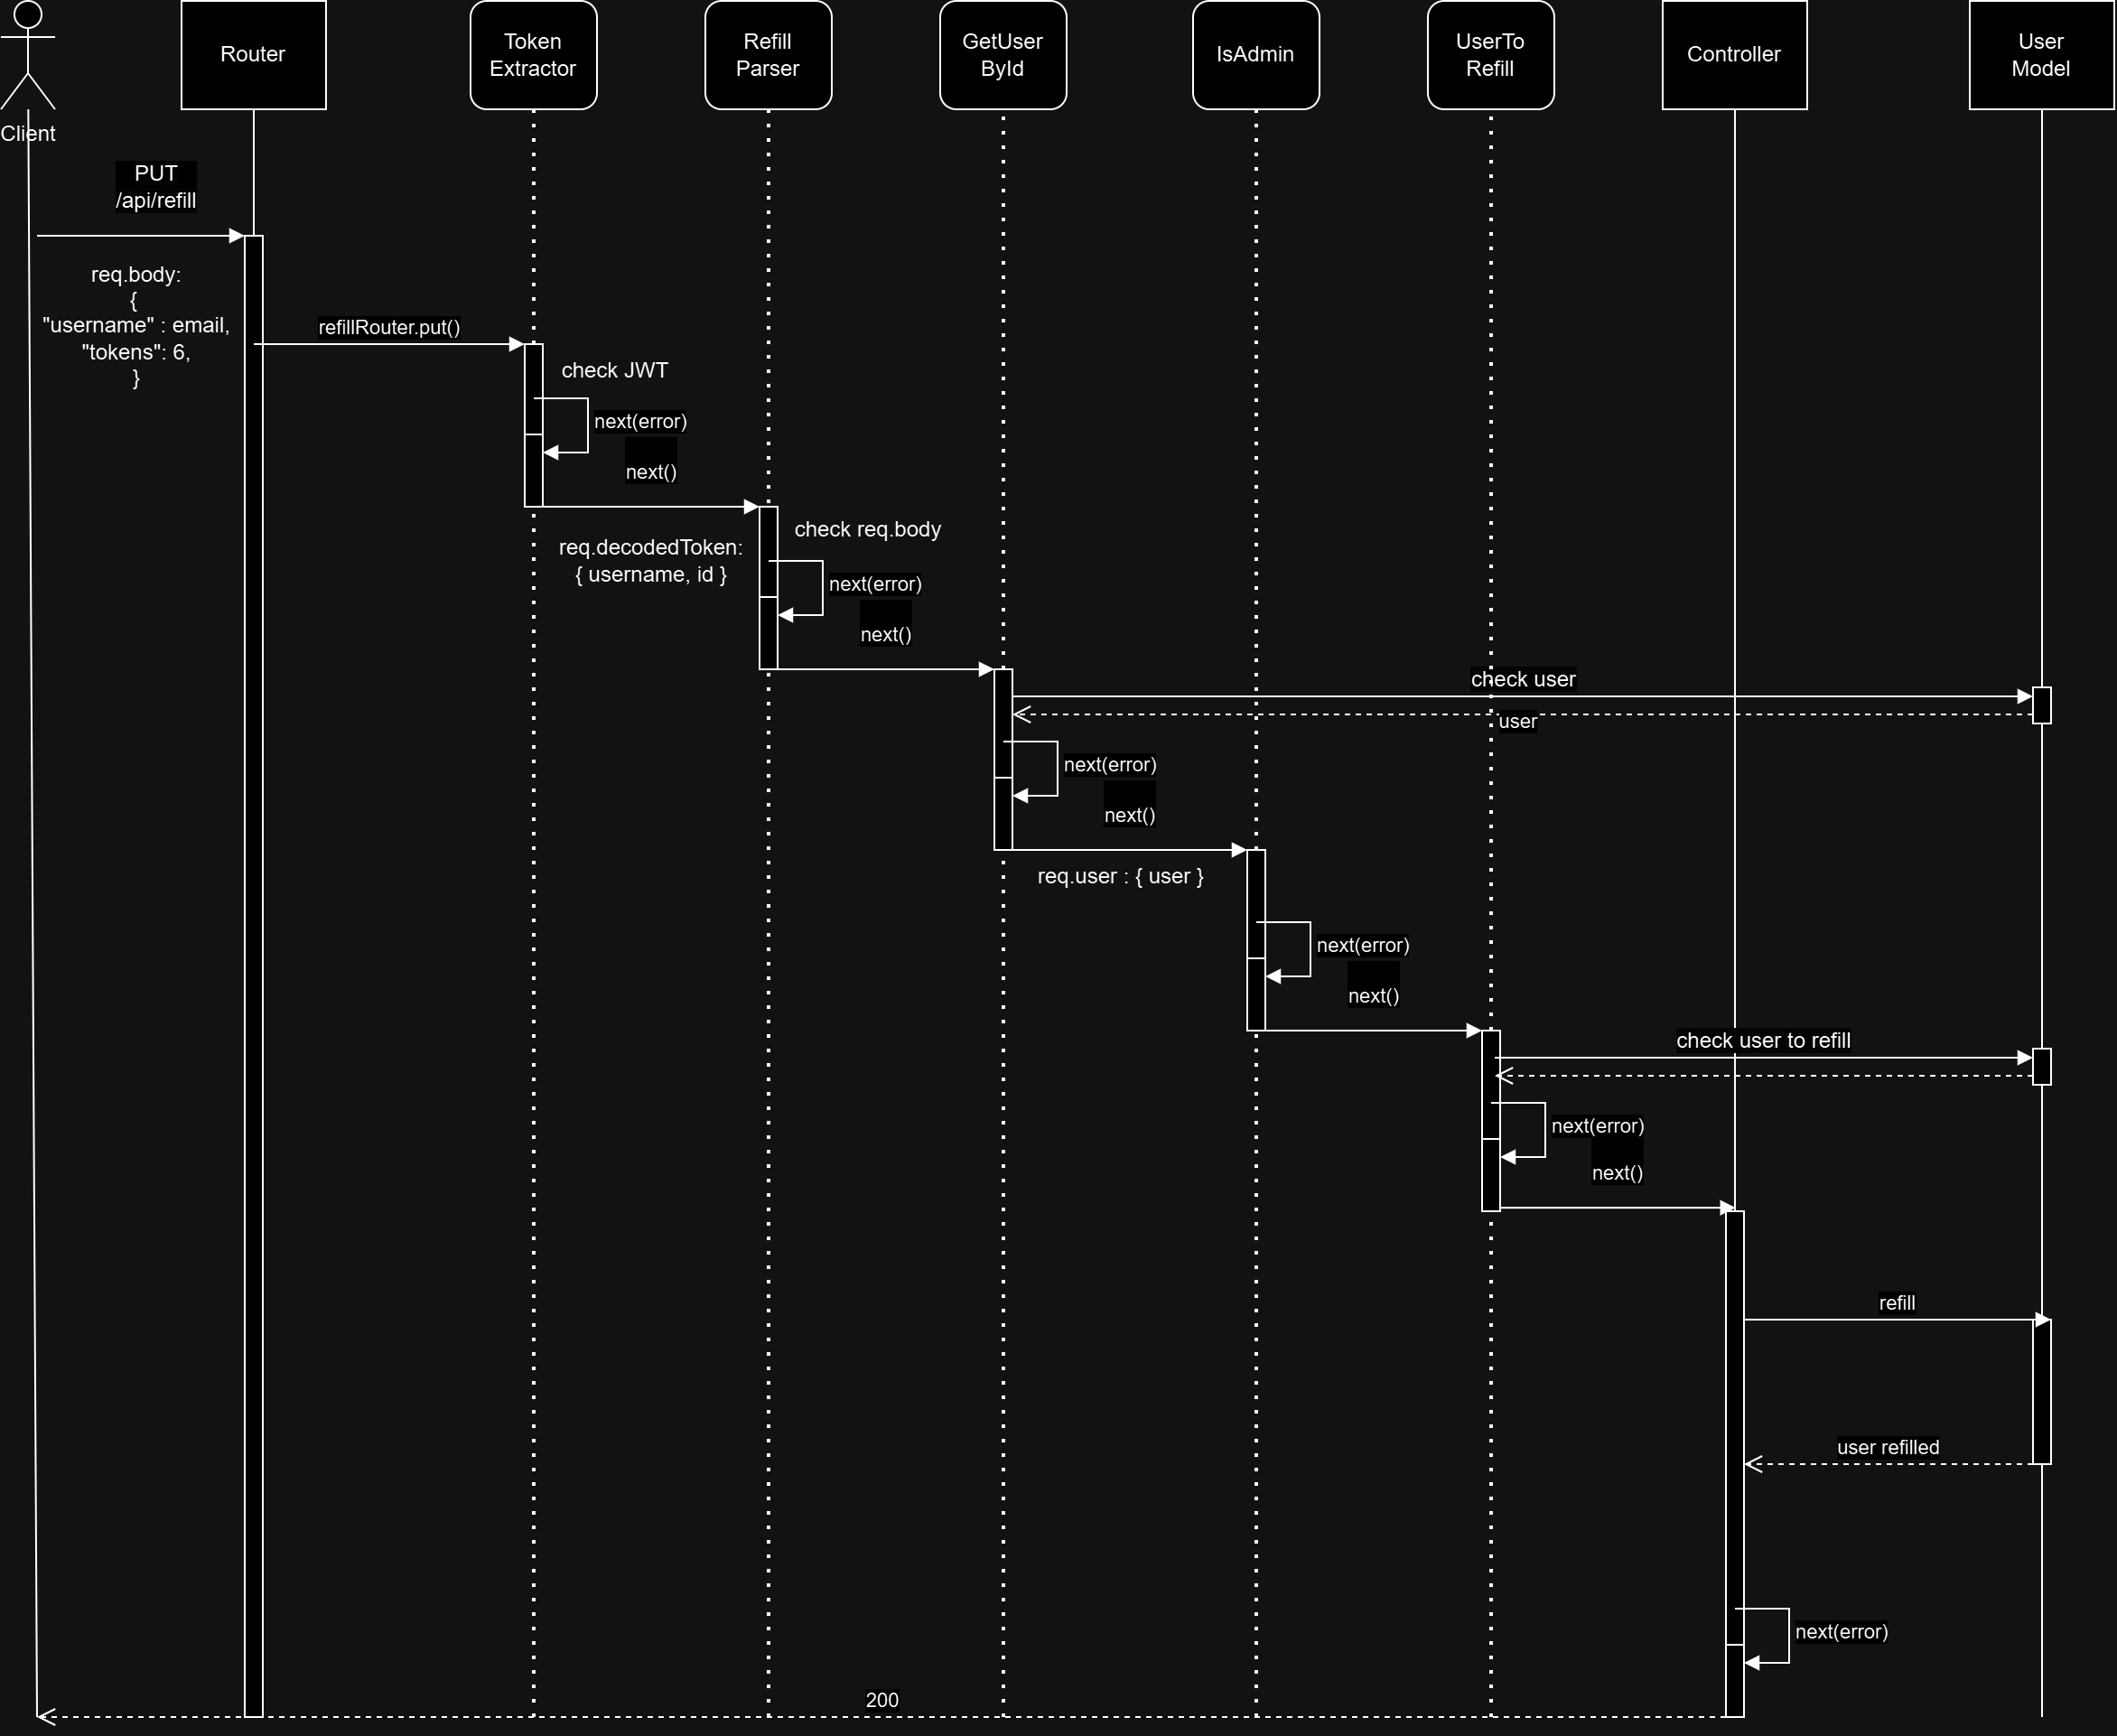 Client
Router
Token
Extractor
Refill
Parser
GetUser
ById
IsAdmin
UserTo
Refill
Controller
User
Model
PUT
/api/refill
req.body:
{
"username" : email,
"tokens": 6,
}
refillRouter.put()
check JWT
next(error)
next()
req.decodedToken:
{ username, id }
check req.body
next(error)
next()
check user
user
next(error)
next()
req.user : { user }
next(error)
next()
check user to refill
next(error)
next()
refill
user refilled
next(error)
200